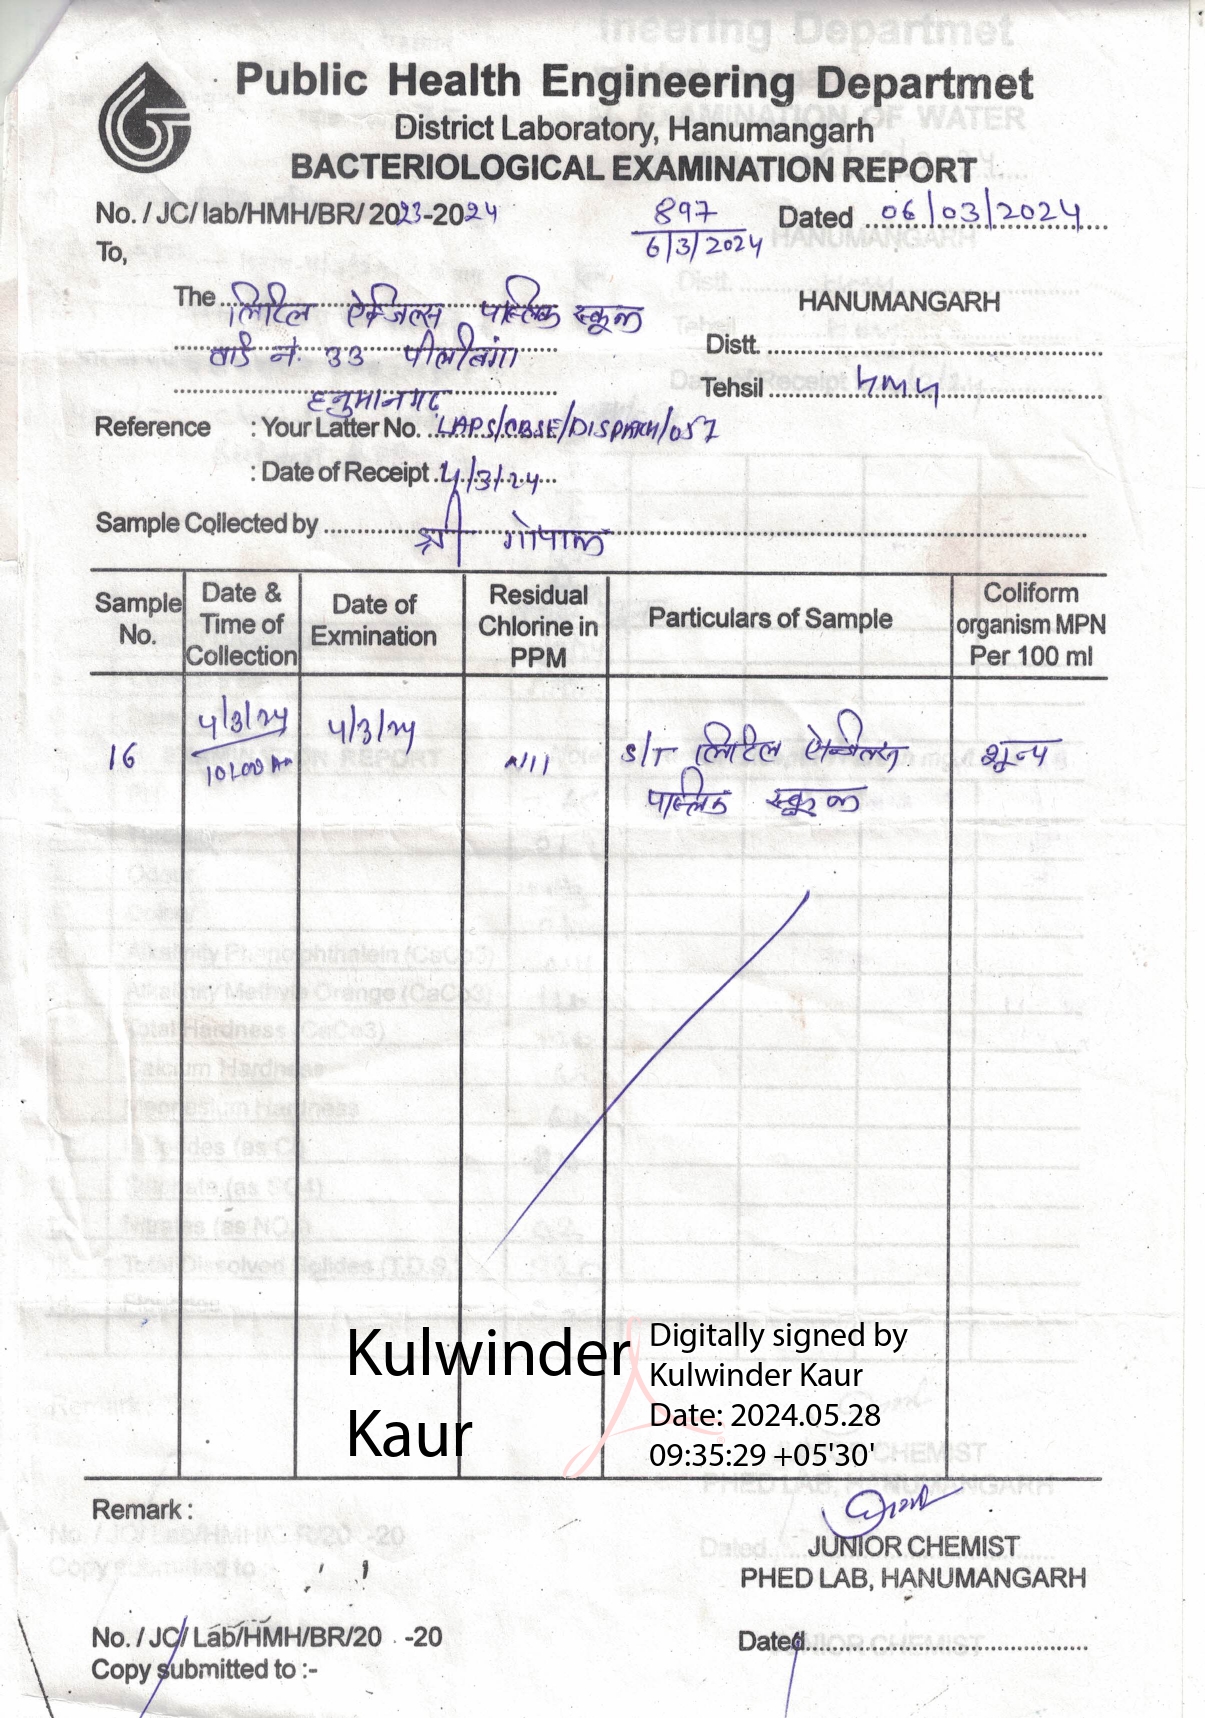 Public Health Engineering Departmet
District Laboratory, Hanumangarh
BACTERIOLOGICAL EXAMINATION REPORT
No. / JC/ lab/HMH/BR/ 2023-2024
897
6/3/2024
Dated 06/03/2024
To,
The लिटिल ऐन्जिल्स पब्लिक स्कूल
वार्ड नं. 33 पीलीबंगा
हनुमानगढ़
HANUMANGARH
Distt.
Tehsil
Reference : Your Latter No. LAPS/CBSE/DISPATCH/057
: Date of Receipt 4/3/24
Sample Collected by श्री गोपाल
Sample No.
Date & Time of Collection
Date of Exmination
Residual Chlorine in PPM
Particulars of Sample
Coliform organism MPN Per 100 ml
16
4/3/24
10:00 Am
4/3/24
Nil
S/T लिटिल ऐन्जिल्स
पब्लिक स्कूल
शून्य
Kulwinder
Kaur
Digitally signed by
Kulwinder Kaur
Date: 2024.05.28
09:35:29 +05'30'
Remark :
JUNIOR CHEMIST
PHED LAB, HANUMANGARH
No. / JC/ Lab/HMH/BR/20 -20
Dated
Copy submitted to :-